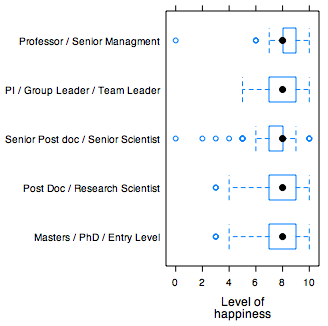 Professor / Senior Managment
PI / Group Leader / Team Leader
Senior Post doc / Senior Scientist
Post Doc / Research Scientist
Masters / PhD / Entry Level
0 2 4 6 8 10
Level of
happiness